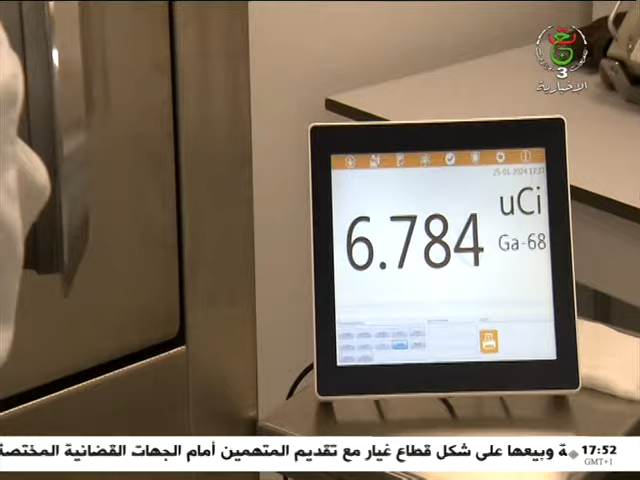 3
الإخبارية
25-01-2024
uCi
6.784
Ga-68
ة وبيعها على شكل قطاع غيار مع تقديم المتهمين أمام الجهات القضائية المختصة
17:52
GMT+1